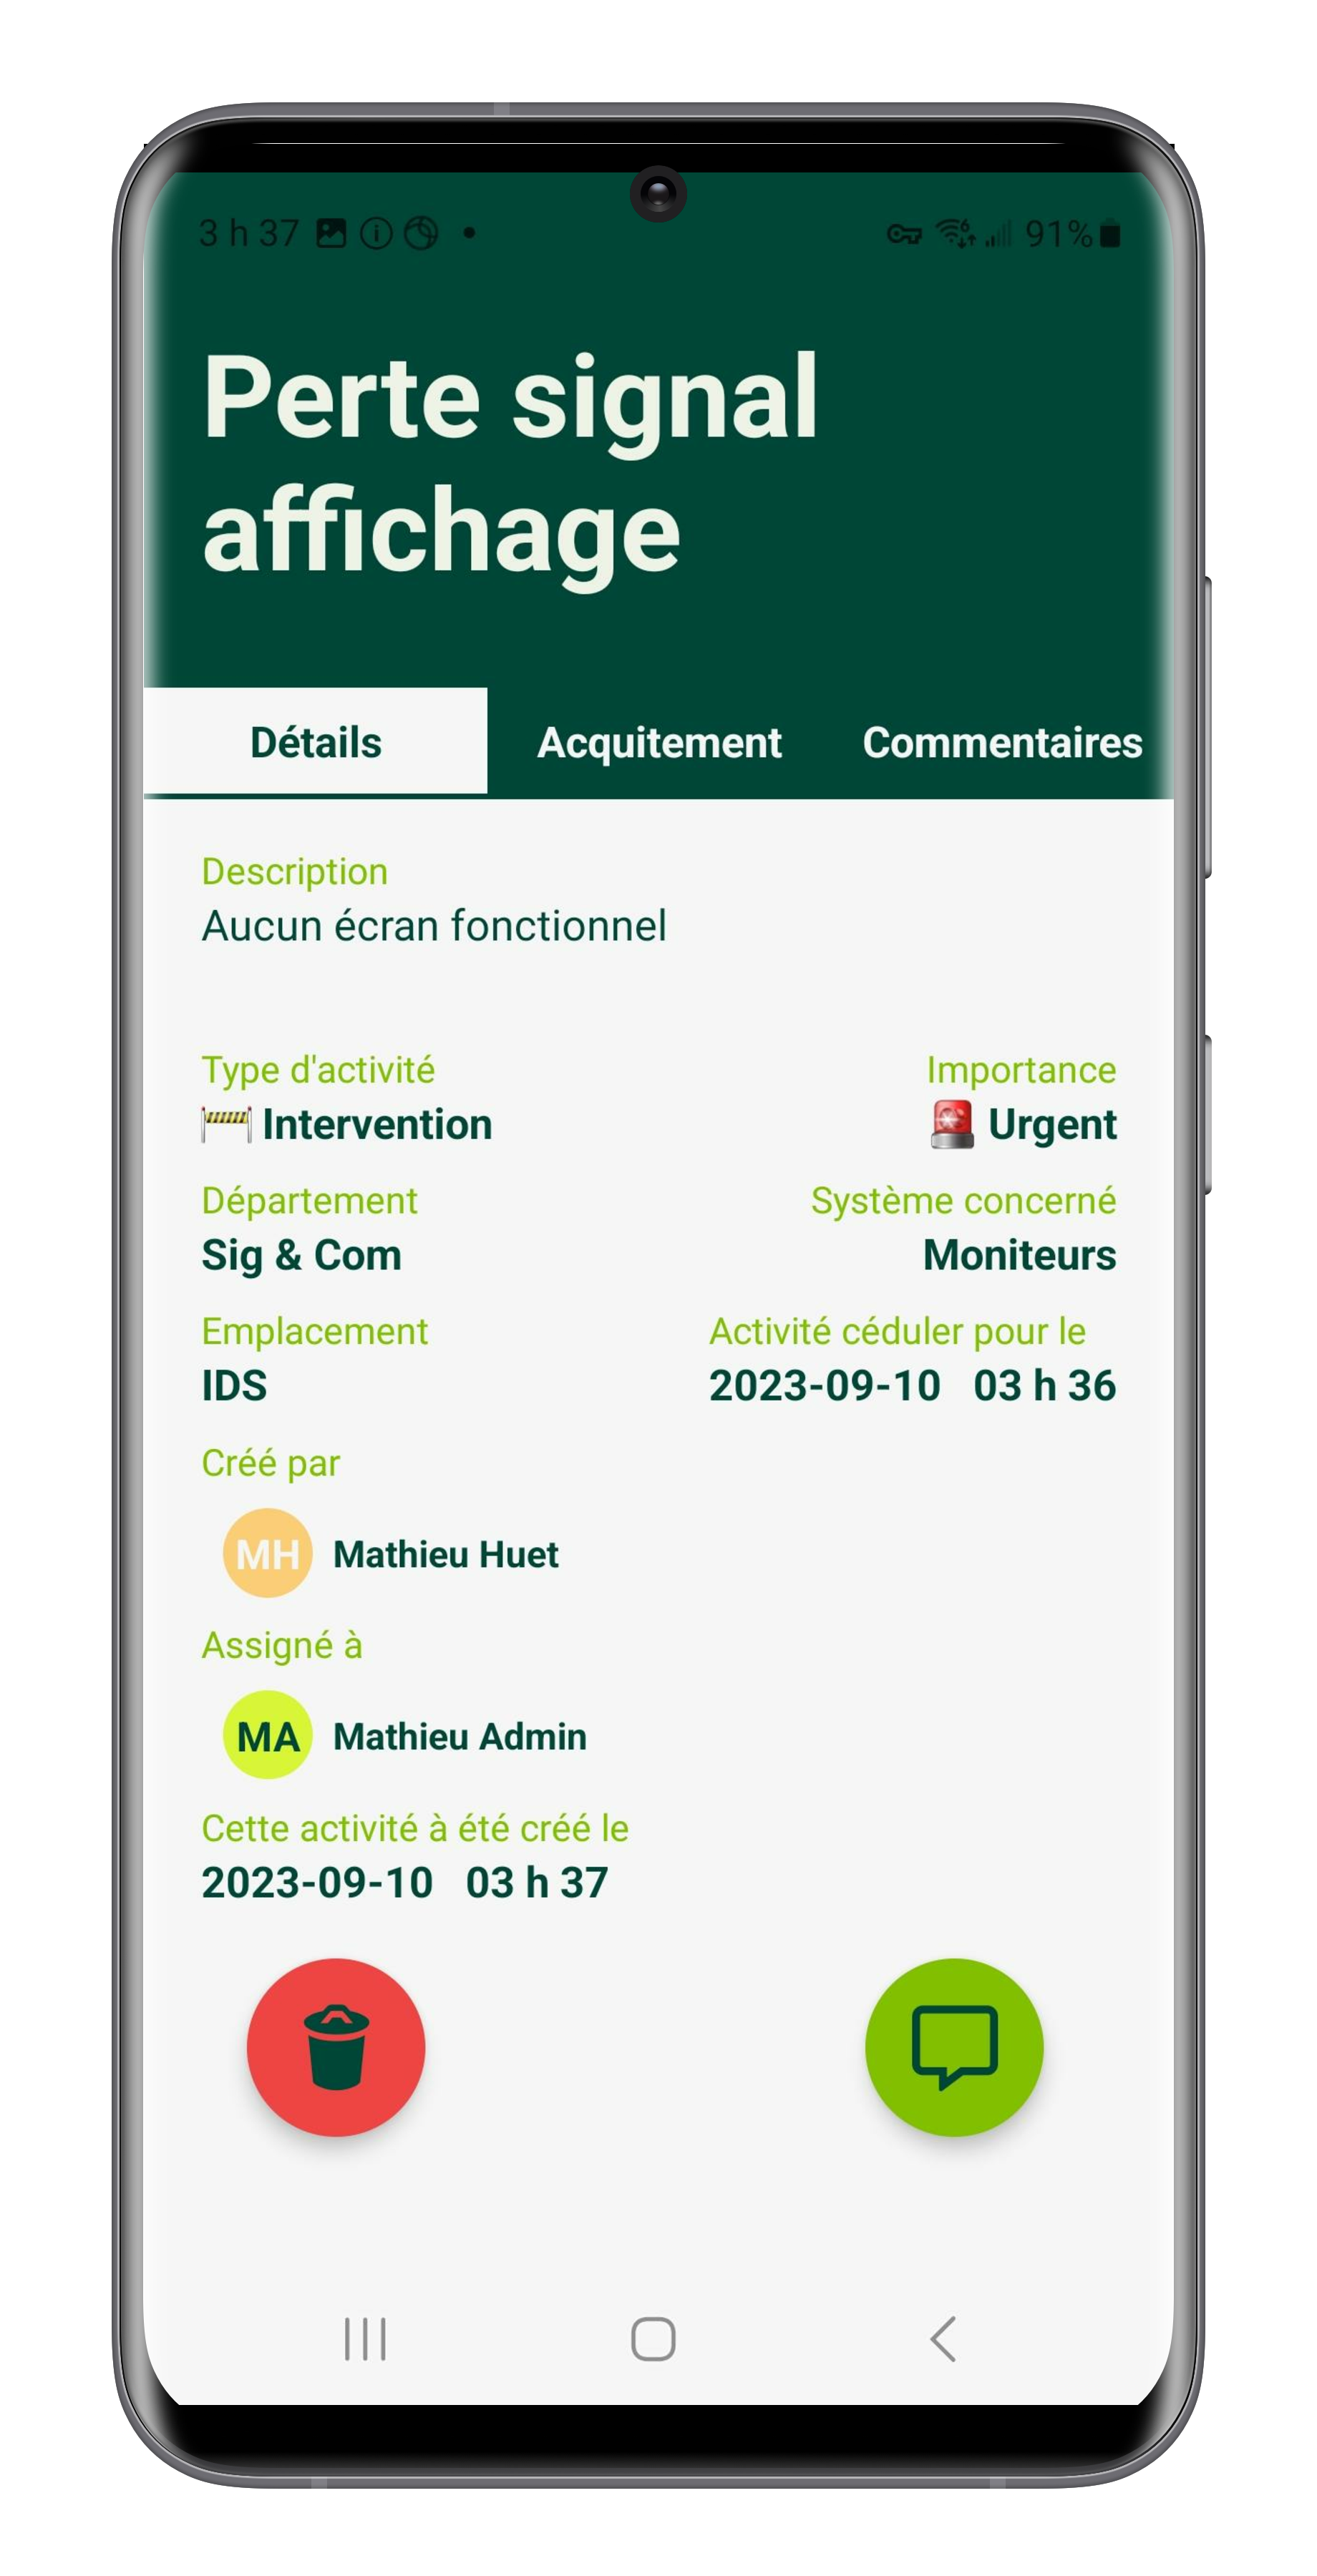 3 h 37 91%
Perte signal
affichage
Détails Acquitement Commentaires
Description
Aucun écran fonctionnel
Type d'activité Importance
Intervention Urgent
Département Système concerné
Sig & Com Moniteurs
Emplacement Activité céduler pour le
IDS 2023-09-10 03 h 36
Créé par
MH Mathieu Huet
Assigné à
MA Mathieu Admin
Cette activité à été créé le
2023-09-10 03 h 37